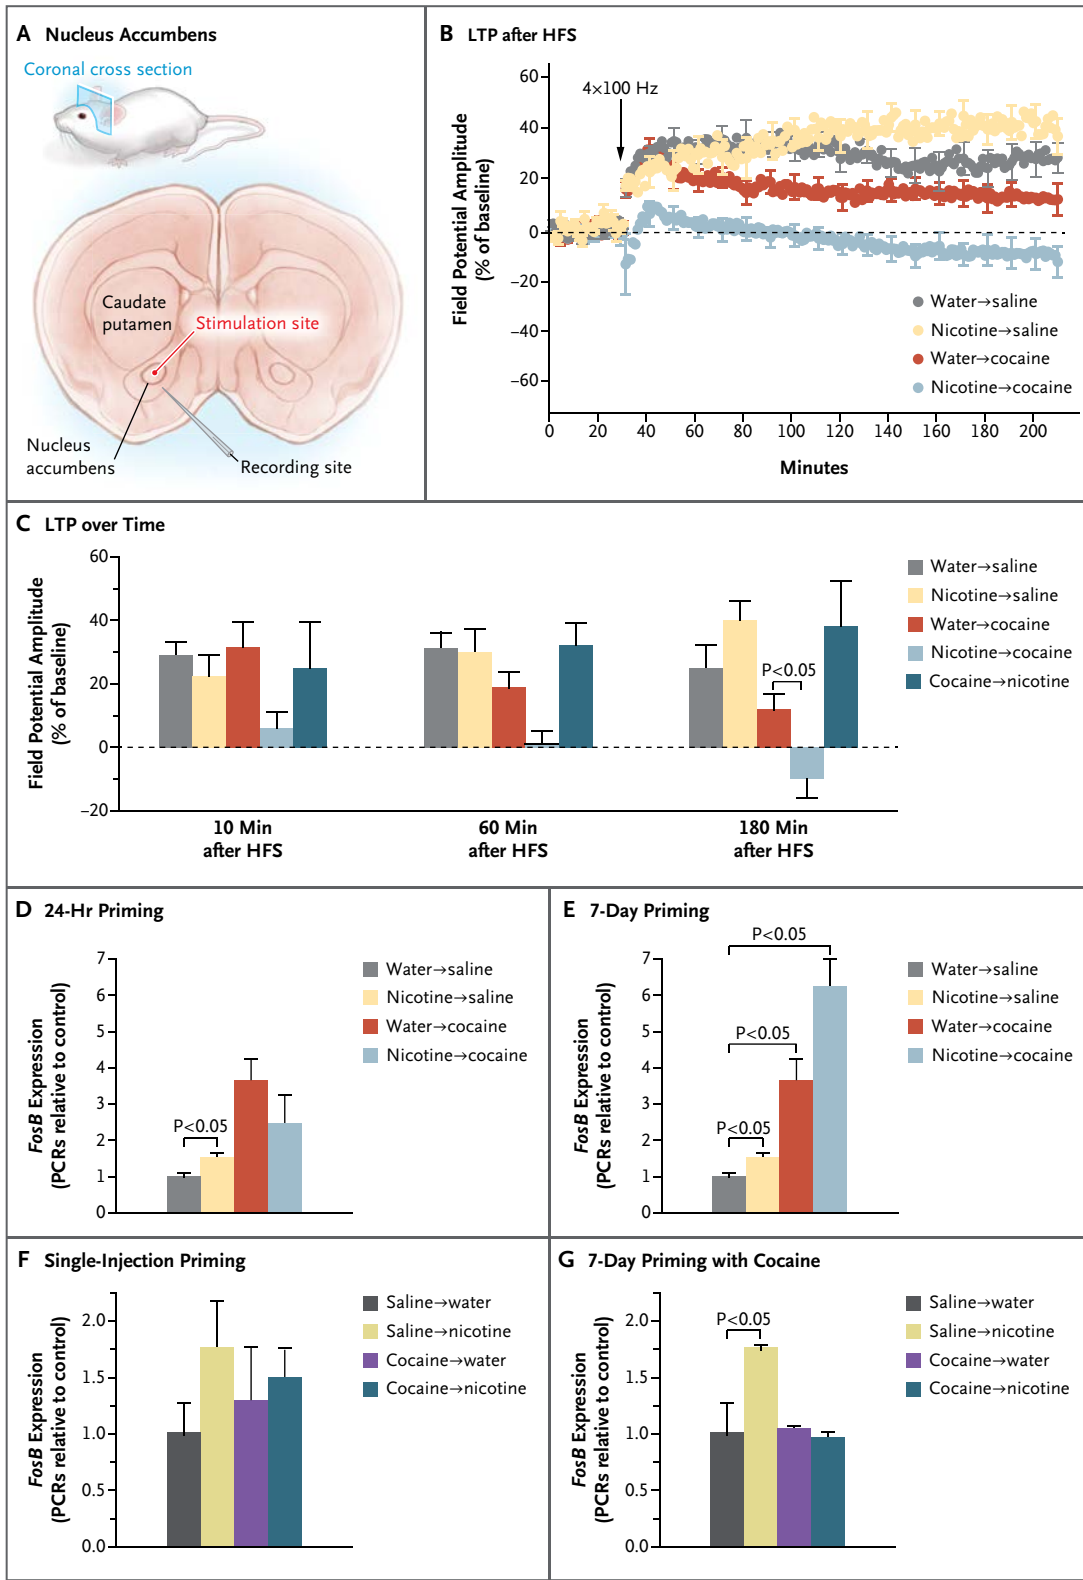 A Nucleus Accumbens
Coronal cross section
Caudate
putamen
Stimulation site
Nucleus
accumbens
Recording site
B LTP after HFS
Field Potential Amplitude
(% of baseline)
60
40
20
0
−20
−40
−60
4×100 Hz
Water→saline
Nicotine→saline
Water→cocaine
Nicotine→cocaine
0 20 40 60 80 100 120 140 160 180 200
Minutes
C LTP over Time
Field Potential Amplitude
(% of baseline)
60
40
20
0
−20
P<0.05
10 Min
after HFS
60 Min
after HFS
180 Min
after HFS
Water→saline
Nicotine→saline
Water→cocaine
Nicotine→cocaine
Cocaine→nicotine
D 24-Hr Priming
FosB Expression
(PCRs relative to control)
7
6
5
4
3
2
1
0
P<0.05
Water→saline
Nicotine→saline
Water→cocaine
Nicotine→cocaine
E 7-Day Priming
FosB Expression
(PCRs relative to control)
7
6
5
4
3
2
1
0
P<0.05
P<0.05
P<0.05
Water→saline
Nicotine→saline
Water→cocaine
Nicotine→cocaine
F Single-Injection Priming
FosB Expression
(PCRs relative to control)
2.0
1.5
1.0
0.5
0.0
Saline→water
Saline→nicotine
Cocaine→water
Cocaine→nicotine
G 7-Day Priming with Cocaine
FosB Expression
(PCRs relative to control)
2.0
1.5
1.0
0.5
0.0
P<0.05
Saline→water
Saline→nicotine
Cocaine→water
Cocaine→nicotine